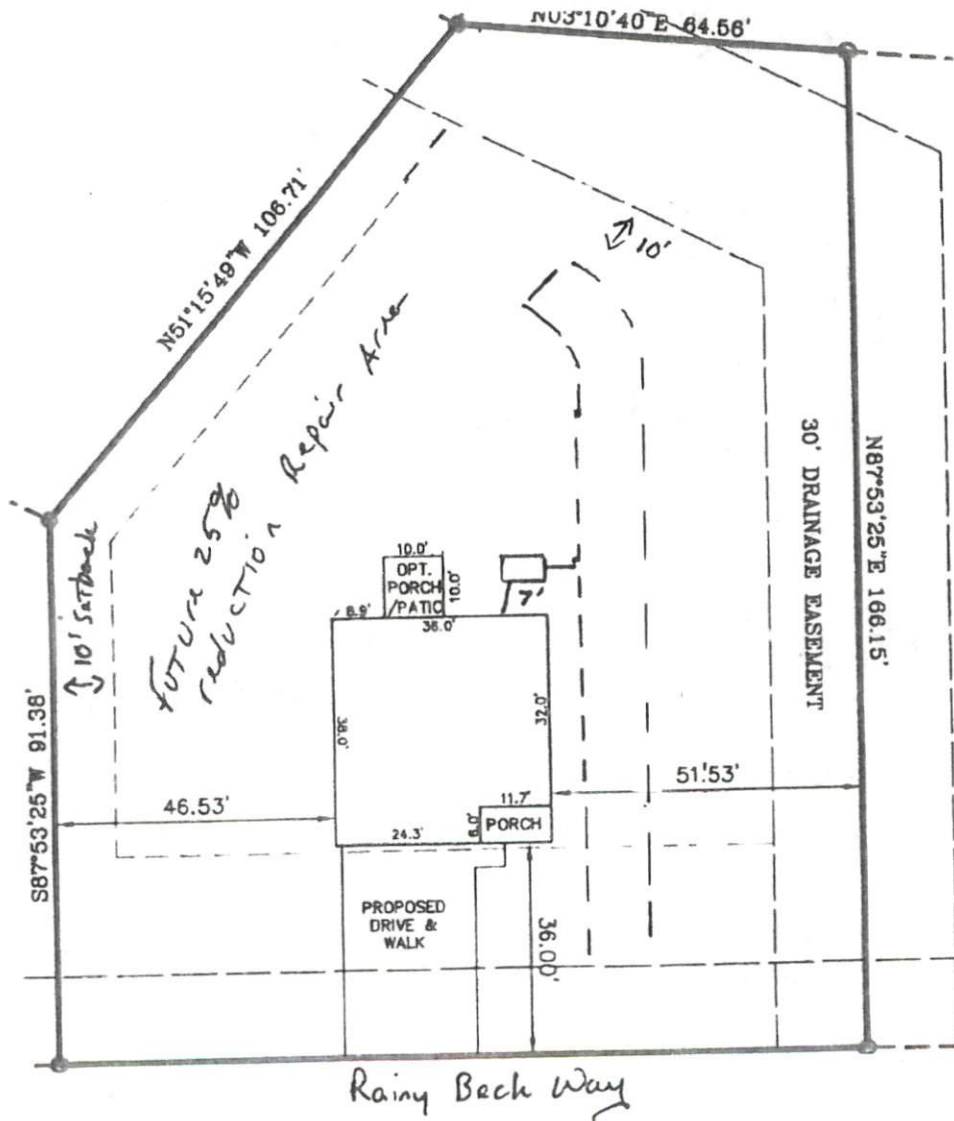 N03°10'40"E 64.56'
N51°15'49"W 106.71'
10'
Future 25%
reduction Repair Area
30' DRAINAGE EASEMENT
N87°53'25"E 166.15'
10' Setback
S87°53'25"W 91.38'
10.0'
OPT.
PORCH
/PATIO
10.0'
8.9'
36.0'
7'
38.0'
32.0'
46.53'
51.53'
11.7'
6.0'
PORCH
24.3'
PROPOSED
DRIVE &
WALK
36.00'
Rainy Beck Way